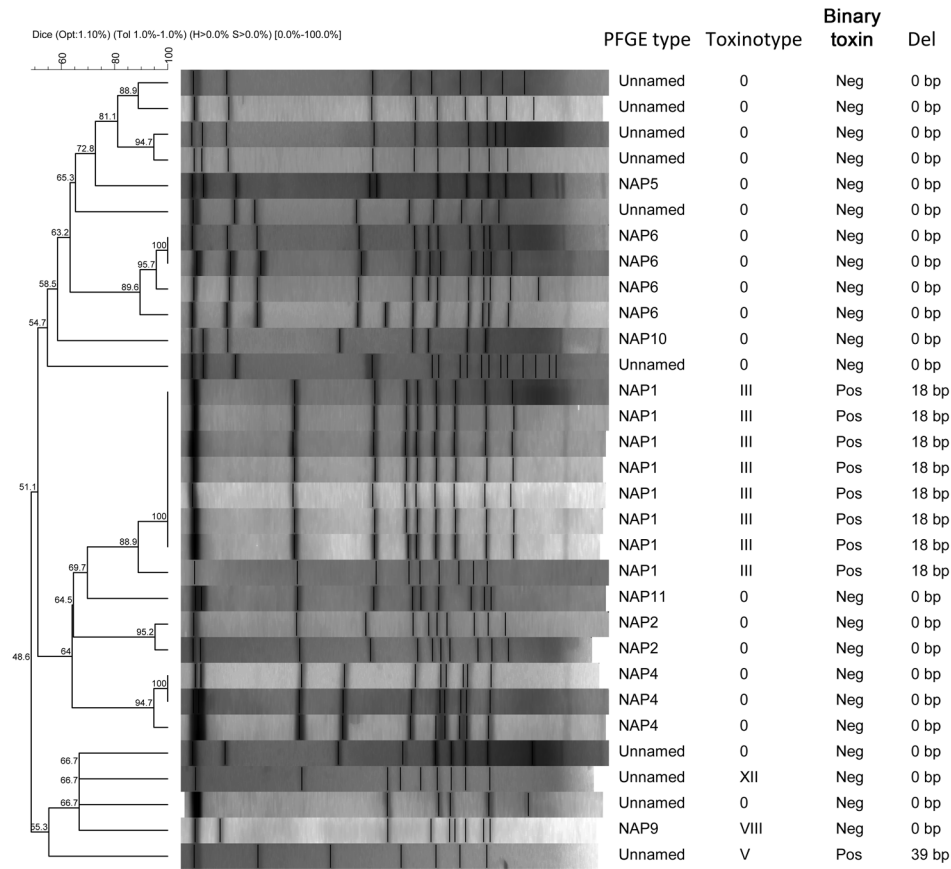 Binary
Dice (Opt:1.10%) (Tol 1.0%-1.0%) (H>0.0% S>0.0%) [0.0%-100.0%]
PFGE type Toxinotype toxin Del
60 80 100
Unnamed 0 Neg 0 bp
88.9
Unnamed 0 Neg 0 bp
81.1
Unnamed 0 Neg 0 bp
94.7
72.8
Unnamed 0 Neg 0 bp
65.3
NAP5 0 Neg 0 bp
Unnamed 0 Neg 0 bp
63.2
NAP6 0 Neg 0 bp
100
NAP6 0 Neg 0 bp
95.7
58.5
NAP6 0 Neg 0 bp
89.6
NAP6 0 Neg 0 bp
54.7
NAP10 0 Neg 0 bp
Unnamed 0 Neg 0 bp
NAP1 III Pos 18 bp
NAP1 III Pos 18 bp
NAP1 III Pos 18 bp
NAP1 III Pos 18 bp
51.1
NAP1 III Pos 18 bp
100
NAP1 III Pos 18 bp
88.9
NAP1 III Pos 18 bp
69.7
NAP1 III Pos 18 bp
64.5
NAP11 0 Neg 0 bp
NAP2 0 Neg 0 bp
95.2
48.6 64
NAP2 0 Neg 0 bp
NAP4 0 Neg 0 bp
100
NAP4 0 Neg 0 bp
94.7
NAP4 0 Neg 0 bp
Unnamed 0 Neg 0 bp
66.7
66.7
Unnamed XII Neg 0 bp
66.7
Unnamed 0 Neg 0 bp
55.3
NAP9 VIII Neg 0 bp
Unnamed V Pos 39 bp